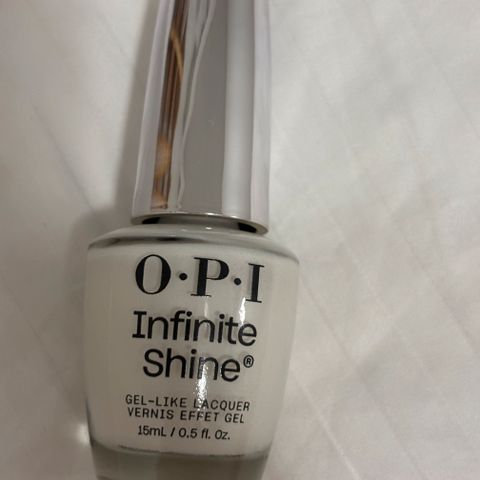 O·P·I
Infinite
Shine®
GEL-LIKE LACQUER
VERNIS EFFET GEL
15mL / 0.5 fl. Oz.